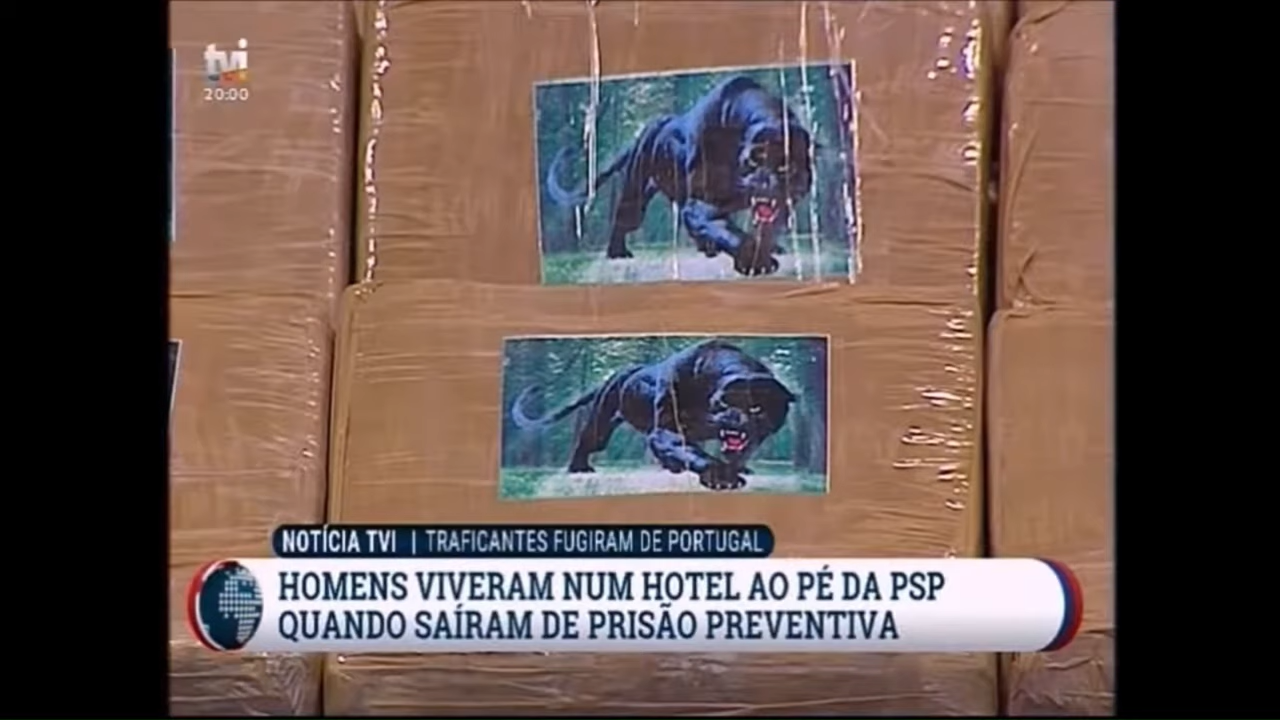 tvi
20:00
NOTÍCIA TVI | TRAFICANTES FUGIRAM DE PORTUGAL
HOMENS VIVERAM NUM HOTEL AO PÉ DA PSP
QUANDO SAÍRAM DE PRISÃO PREVENTIVA